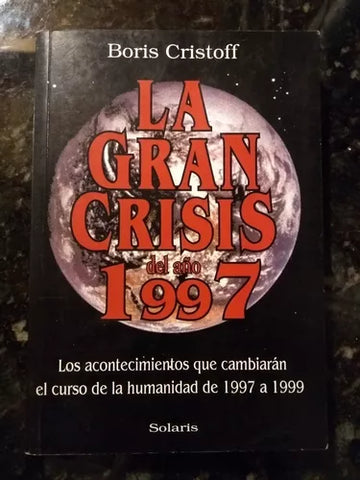 Boris Cristoff
LA
GRAN
CRISIS
del año
1997
Los acontecimientos que cambiarán
el curso de la humanidad de 1997 a 1999
Solaris